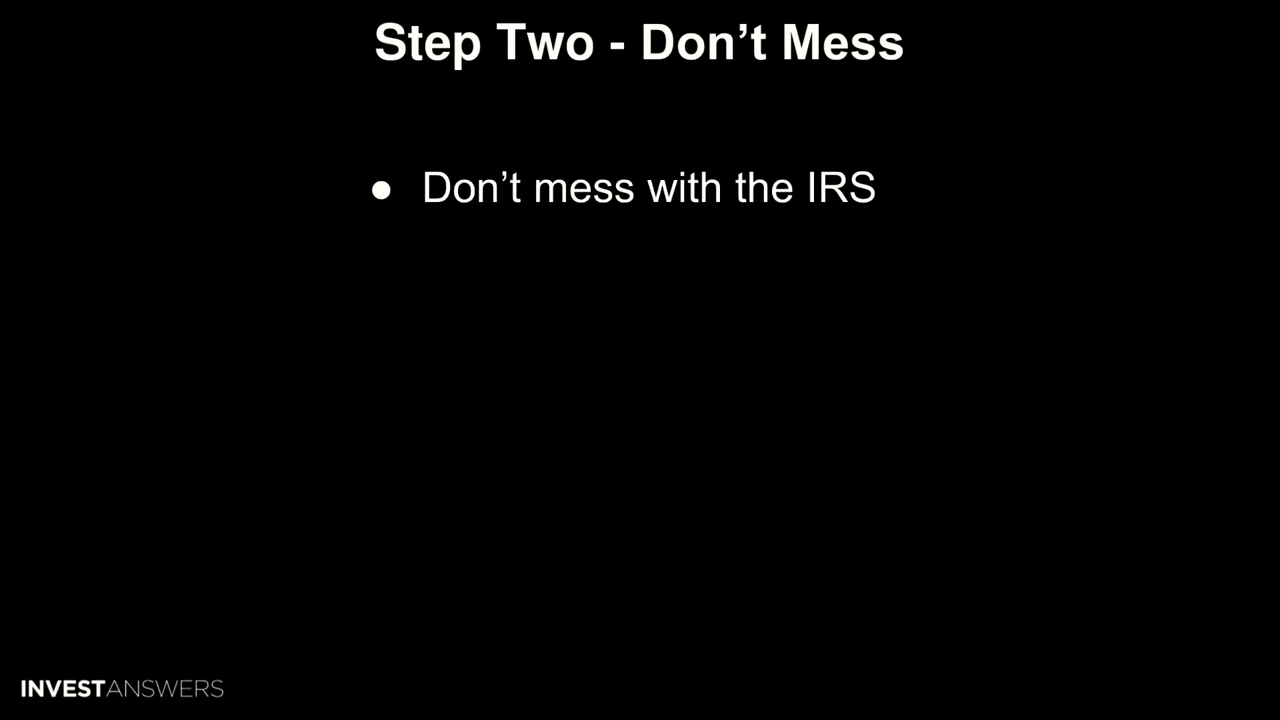 Step Two - Don’t Mess
● Don’t mess with the IRS
INVESTANSWERS